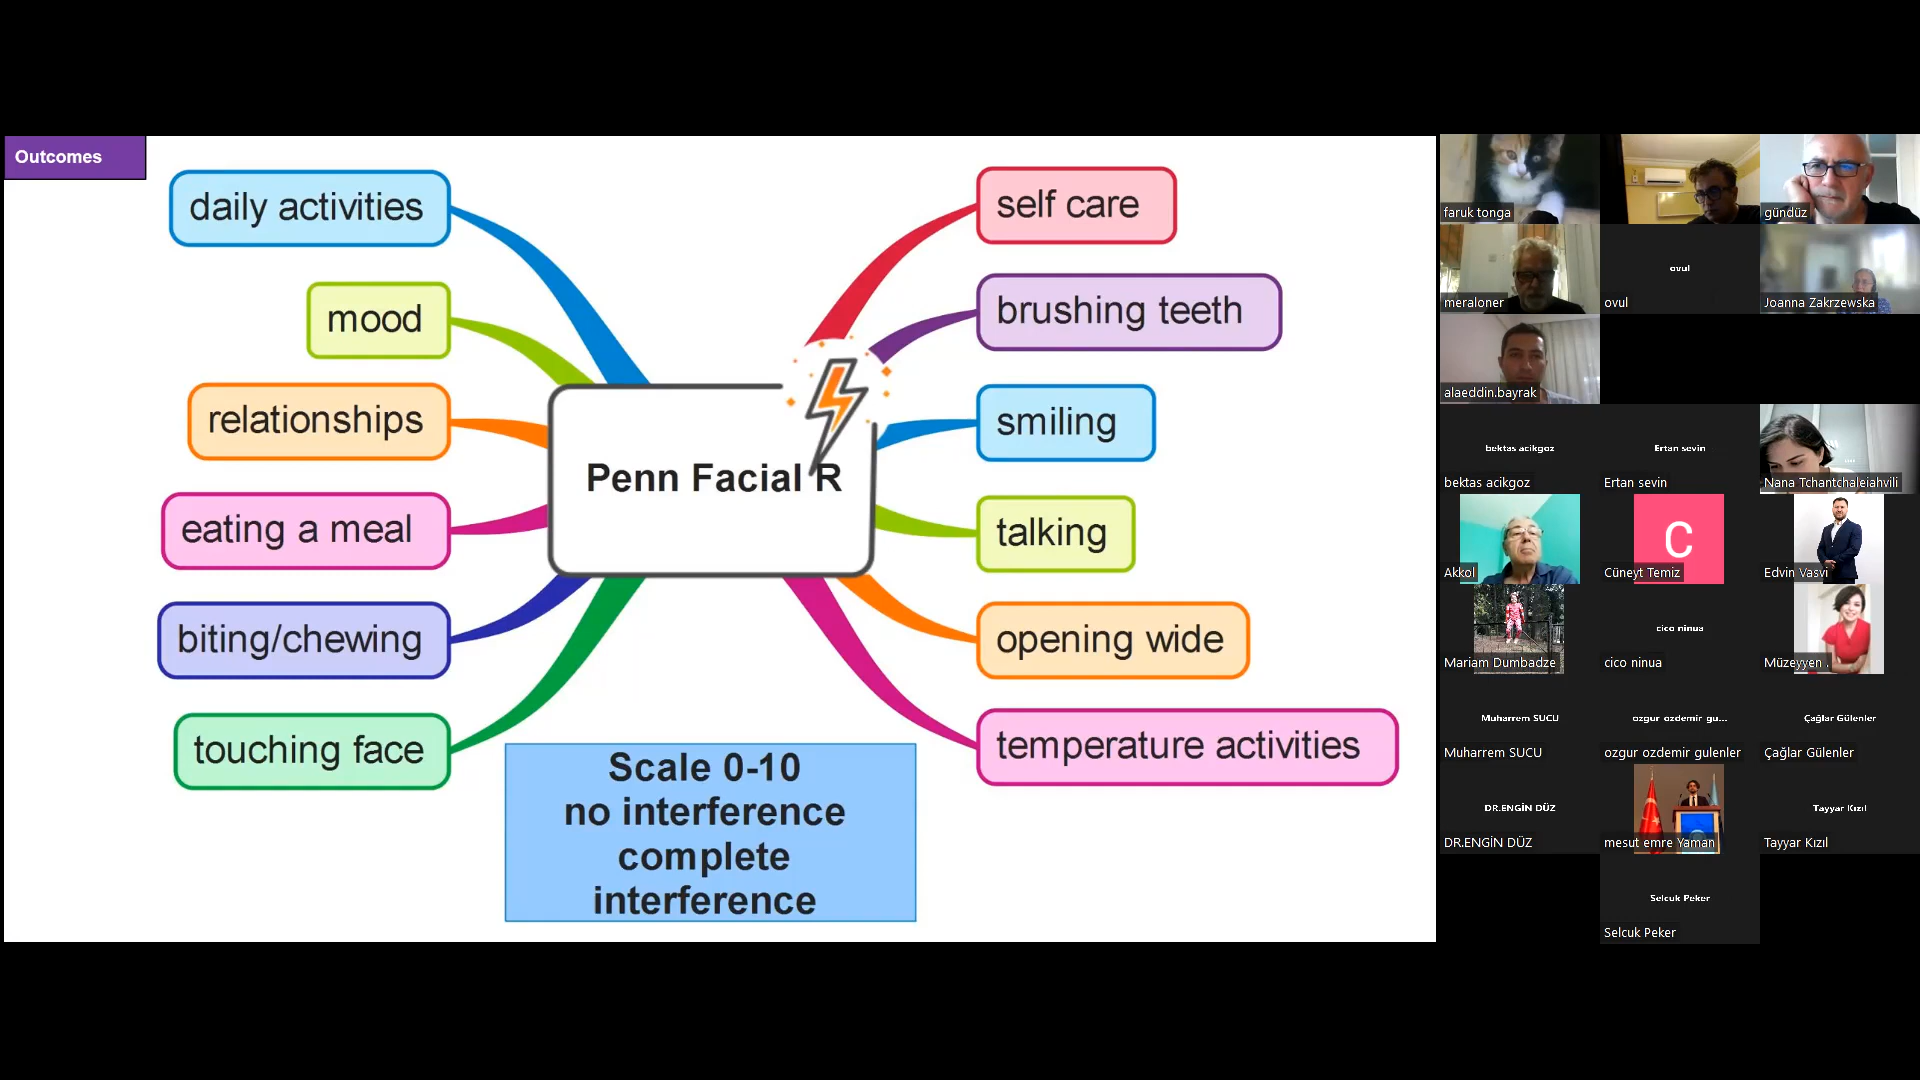 Outcomes
daily activities
mood
relationships
eating a meal
biting/chewing
touching face
Penn Facial R
self care
brushing teeth
smiling
talking
opening wide
temperature activities
Scale 0-10
no interference
complete
interference
faruk tonga
gündüz
meraloner
ovul
ovul
Joanna Zakrzewska
alaeddin.bayrak
bektas acikgoz
bektas acikgoz
Ertan sevin
Ertan sevin
Nana Tchantchaleiahvili
Akkol
C
Cüneyt Temiz
Edvin Vasvi
Mariam Dumbadze
cico ninua
cico ninua
Müzeyyen .
Muharrem SUCU
Muharrem SUCU
ozgur ozdemir gu...
ozgur ozdemir gulenler
Çağlar Gülenler
Çağlar Gülenler
DR.ENGİN DÜZ
DR.ENGİN DÜZ
mesut emre Yaman
Tayyar Kızıl
Tayyar Kızıl
Selcuk Peker
Selcuk Peker